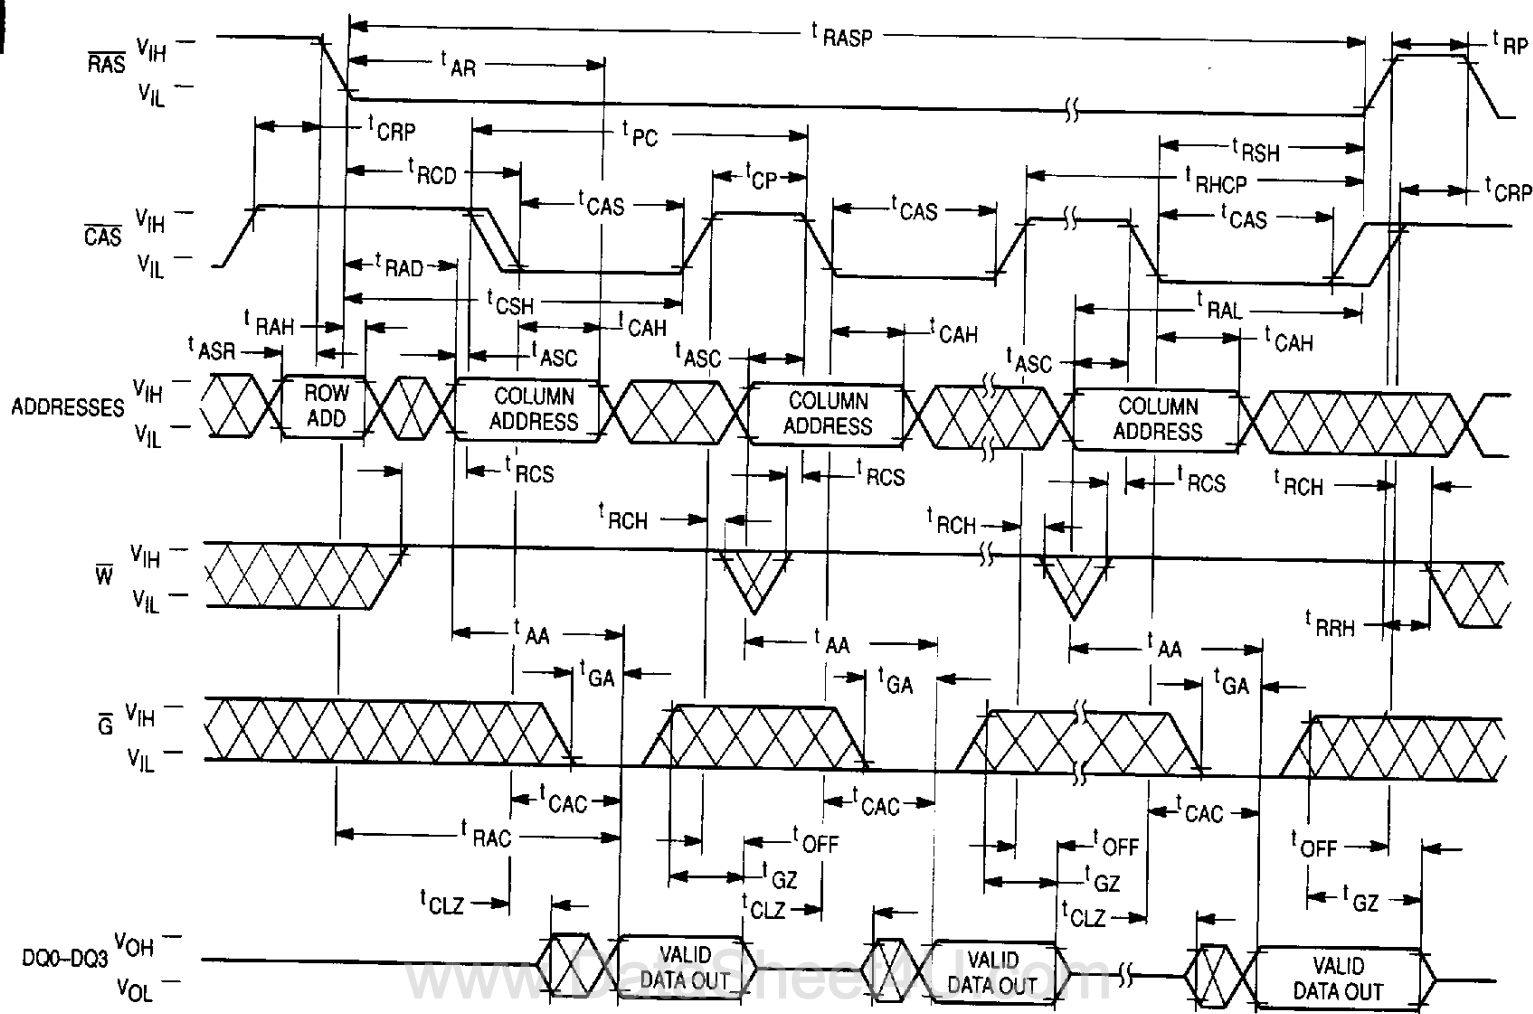 tRASP
tRP
RAS VIH
VIL
tAR
tCRP
tPC
tRSH
tRCD
tCP
tRHCP
tCRP
CAS VIH
VIL
tCAS
tCAS
tCAS
tRAD
tCSH
tRAL
tRAH
tCAH
tCAH
tCAH
tASR
tASC
tASC
tASC
ADDRESSES VIH
VIL
ROW ADD
COLUMN ADDRESS
COLUMN ADDRESS
COLUMN ADDRESS
tRCS
tRCS
tRCS
tRCH
tRCH
tRCH
W VIH
VIL
tRRH
tAA
tAA
tAA
tGA
tGA
tGA
G VIH
VIL
tCAC
tCAC
tCAC
tRAC
tOFF
tOFF
tOFF
tGZ
tGZ
tGZ
tCLZ
tCLZ
tCLZ
DQ0–DQ3 VOH
VOL
VALID DATA OUT
VALID DATA OUT
VALID DATA OUT
www.DataSheet4U.com